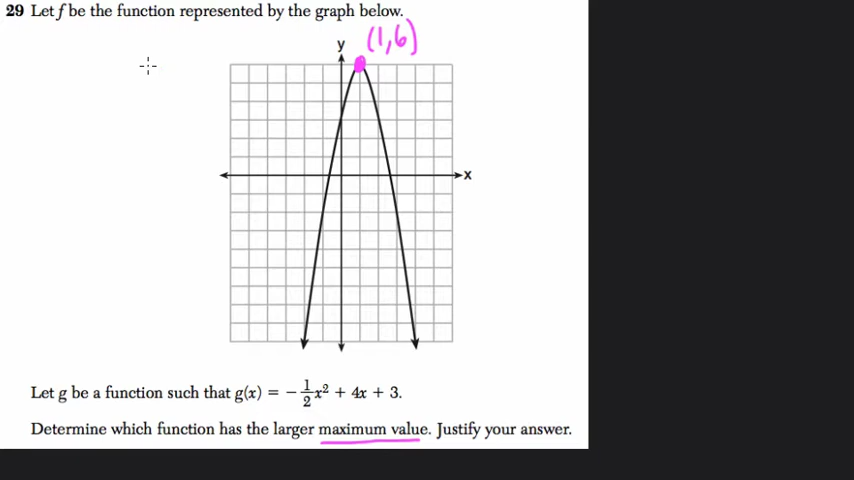 29 Let f be the function represented by the graph below.
(1,6)
y
x
Let g be a function such that g(x) = −1/2x² + 4x + 3.
Determine which function has the larger maximum value. Justify your answer.